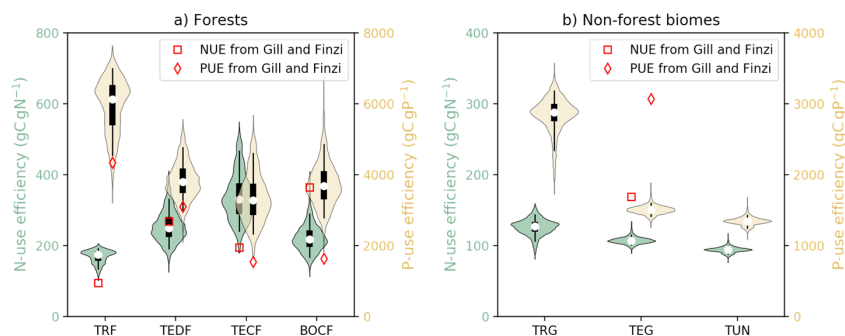 a) Forests
800
600
400
200
0
N-use efficiency (gC gN⁻¹)
NUE from Gill and Finzi
PUE from Gill and Finzi
8000
6000
4000
2000
0
P-use efficiency (gC gP⁻¹)
TRF TEDF TECF BOCF
b) Non-forest biomes
400
300
200
100
0
N-use efficiency (gC gN⁻¹)
NUE from Gill and Finzi
PUE from Gill and Finzi
4000
3000
2000
1000
0
P-use efficiency (gC gP⁻¹)
TRG TEG TUN